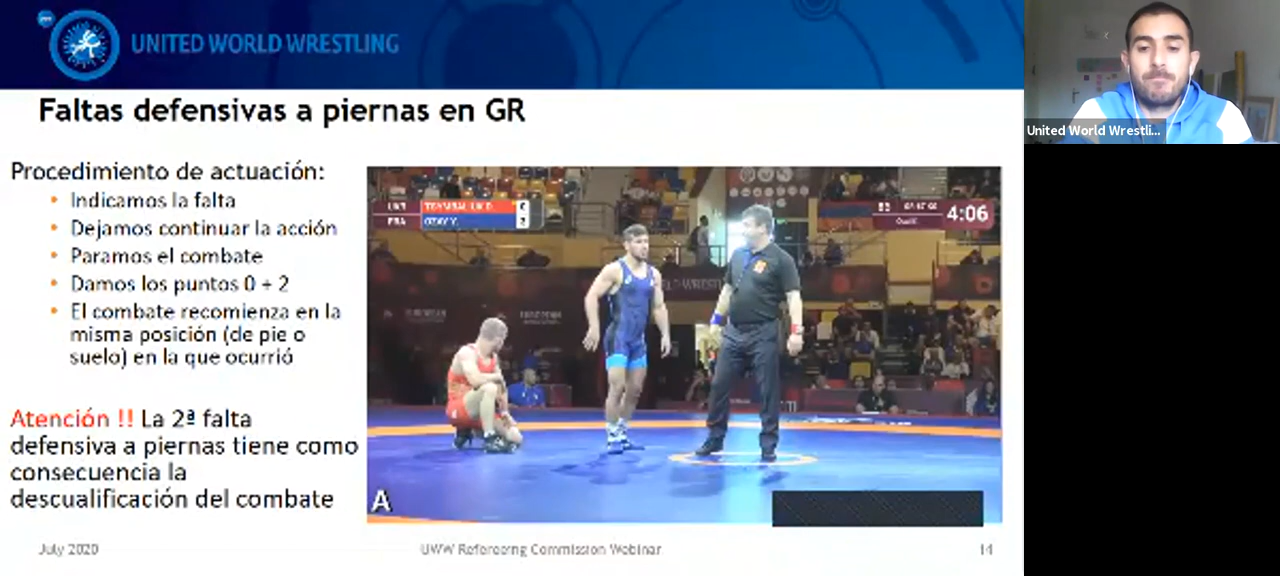 UNITED WORLD WRESTLING
Faltas defensivas a piernas en GR
Procedimiento de actuación:
• Indicamos la falta
• Dejamos continuar la acción
• Paramos el combate
• Damos los puntos 0 + 2
• El combate recomienza en la
misma posición (de pie o
suelo) en la que ocurrió
Atención !! La 2ª falta
defensiva a piernas tiene como
consecuencia la
descualificación del combate
UKR
FRA
OZAY Y.
4:06
A
July 2020
UWW Refereeing Commission Webinar
14
United World Wrestli...